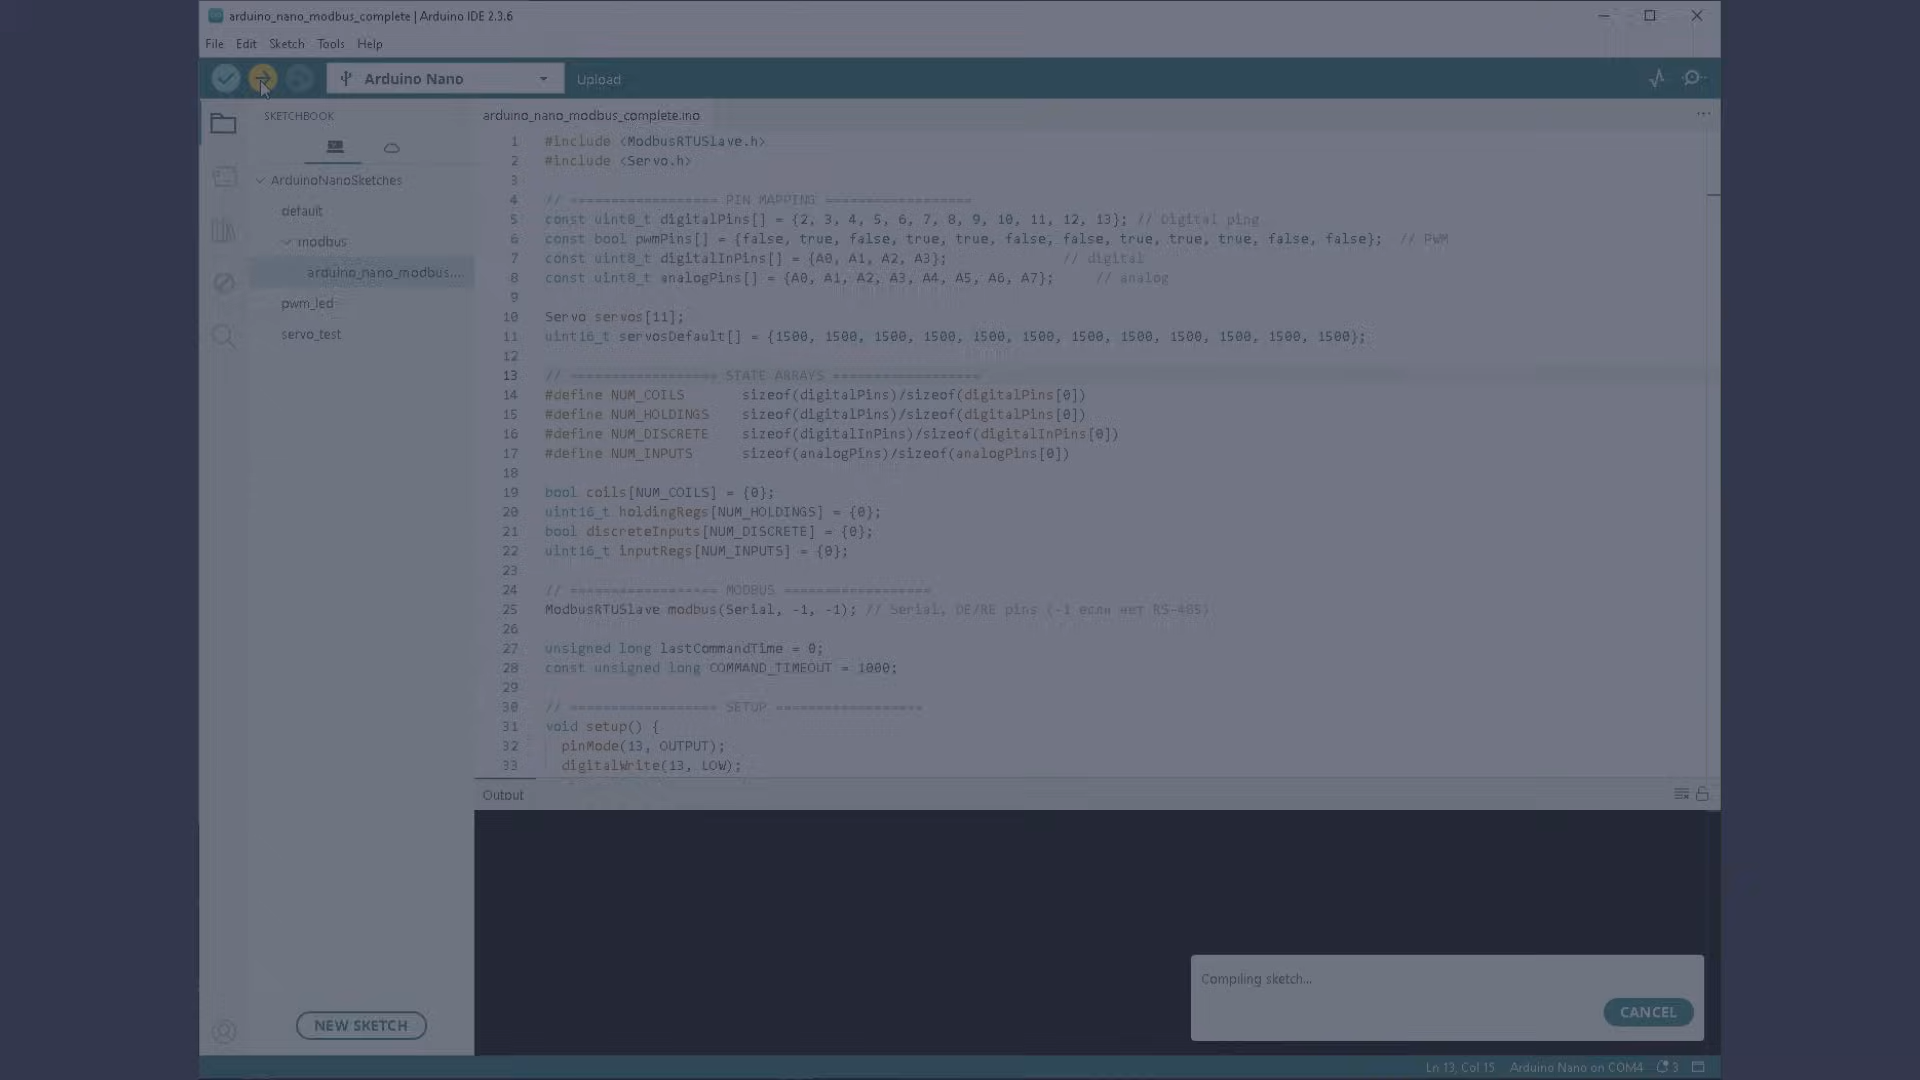 arduino_nano_modbus_complete | Arduino IDE 2.3.6
File Edit Sketch Tools Help
Arduino Nano
Upload
SKETCHBOOK
arduino_nano_modbus_complete.ino
ArduinoNanoSketches
default
modbus
arduino_nano_modbus....
pwm_led
servo_test
NEW SKETCH
1 #include <ModbusRTUSlave.h>
2 #include <Servo.h>
3
4 // ================== PIN MAPPING ==================
5 const uint8_t digitalPins[] = {2, 3, 4, 5, 6, 7, 8, 9, 10, 11, 12, 13}; // Digital ping
6 const bool pwmPins[] = {false, true, false, true, true, false, false, true, true, true, false, false}; // PWM
7 const uint8_t digitalInPins[] = {A0, A1, A2, A3}; // digital
8 const uint8_t analogPins[] = {A0, A1, A2, A3, A4, A5, A6, A7}; // analog
9
10 Servo servos[11];
11 uint16_t servosDefault[] = {1500, 1500, 1500, 1500, 1500, 1500, 1500, 1500, 1500, 1500, 1500, 1500};
12
13 // ================== STATE ARRAYS ==================
14 #define NUM_COILS sizeof(digitalPins)/sizeof(digitalPins[0])
15 #define NUM_HOLDINGS sizeof(digitalPins)/sizeof(digitalPins[0])
16 #define NUM_DISCRETE sizeof(digitalInPins)/sizeof(digitalInPins[0])
17 #define NUM_INPUTS sizeof(analogPins)/sizeof(analogPins[0])
18
19 bool coils[NUM_COILS] = {0};
20 uint16_t holdingRegs[NUM_HOLDINGS] = {0};
21 bool discreteInputs[NUM_DISCRETE] = {0};
22 uint16_t inputRegs[NUM_INPUTS] = {0};
23
24 // ================== MODBUS ==================
25 ModbusRTUSlave modbus(Serial, -1, -1); // Serial, DE/RE pins (-1 если нет RS-485)
26
27 unsigned long lastCommandTime = 0;
28 const unsigned long COMMAND_TIMEOUT = 1000;
29
30 // ================== SETUP ==================
31 void setup() {
32 pinMode(13, OUTPUT);
33 digitalWrite(13, LOW);
Output
Compiling sketch...
CANCEL
Ln 13, Col 15 Arduino Nano on COM4 3